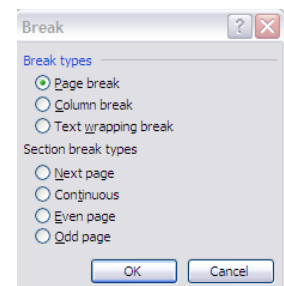 Break
Break types
Page break
Column break
Text wrapping break
Section break types
Next page
Continuous
Even page
Odd page
OK Cancel